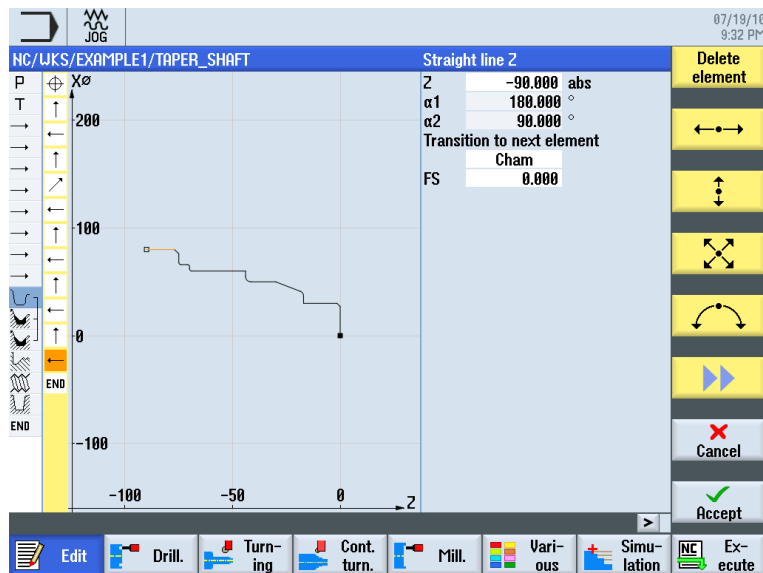 JOG
07/19/16
9:32 PM
NC/WKS/EXAMPLE1/TAPER_SHAFT
Straight line Z
Delete
element
P
T
END
END
XØ
200
100
0
-100
-100
-50
0
Z
Z -90.000 abs
α1 180.000 °
α2 90.000 °
Transition to next element
Cham
FS 0.000
Cancel
Accept
>
Edit
Drill.
Turn-
ing
Cont.
turn.
Mill.
Vari-
ous
Simu-
lation
NC
Ex-
ecute